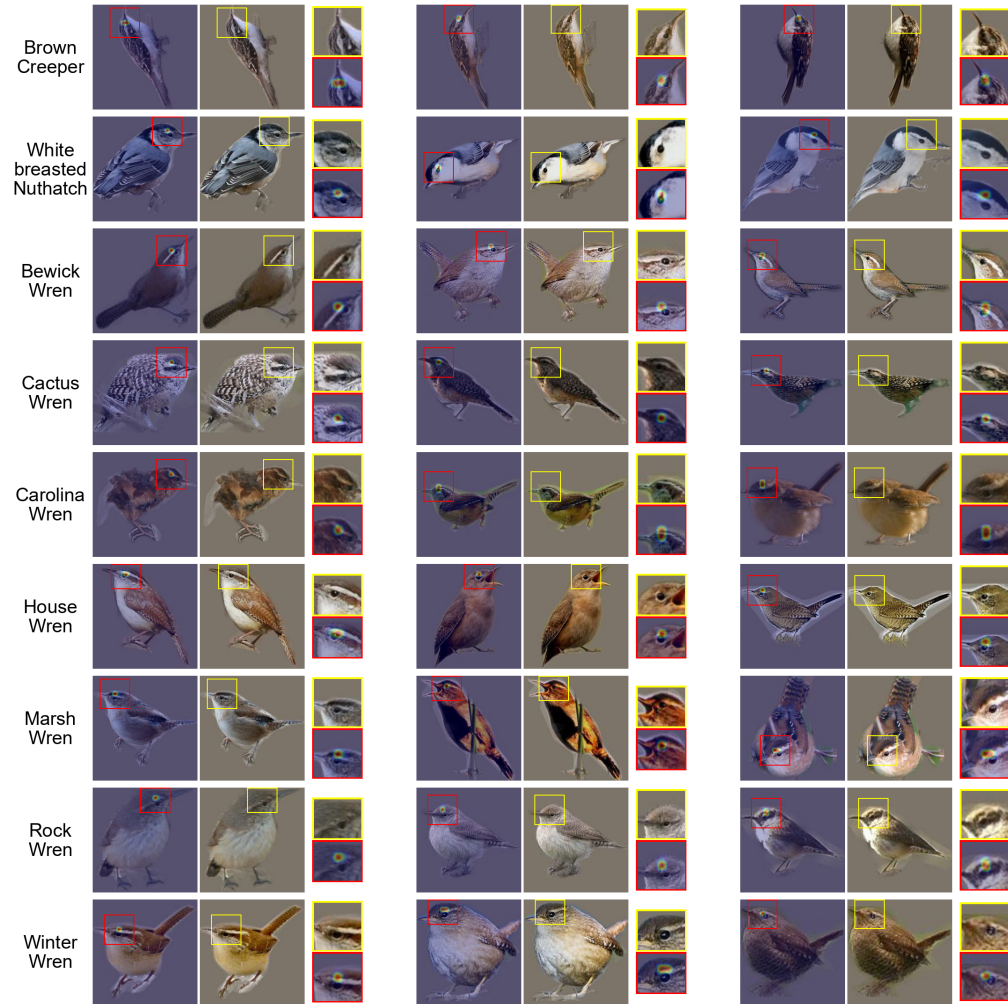 Brown
Creeper
White
breasted
Nuthatch
Bewick
Wren
Cactus
Wren
Carolina
Wren
House
Wren
Marsh
Wren
Rock
Wren
Winter
Wren